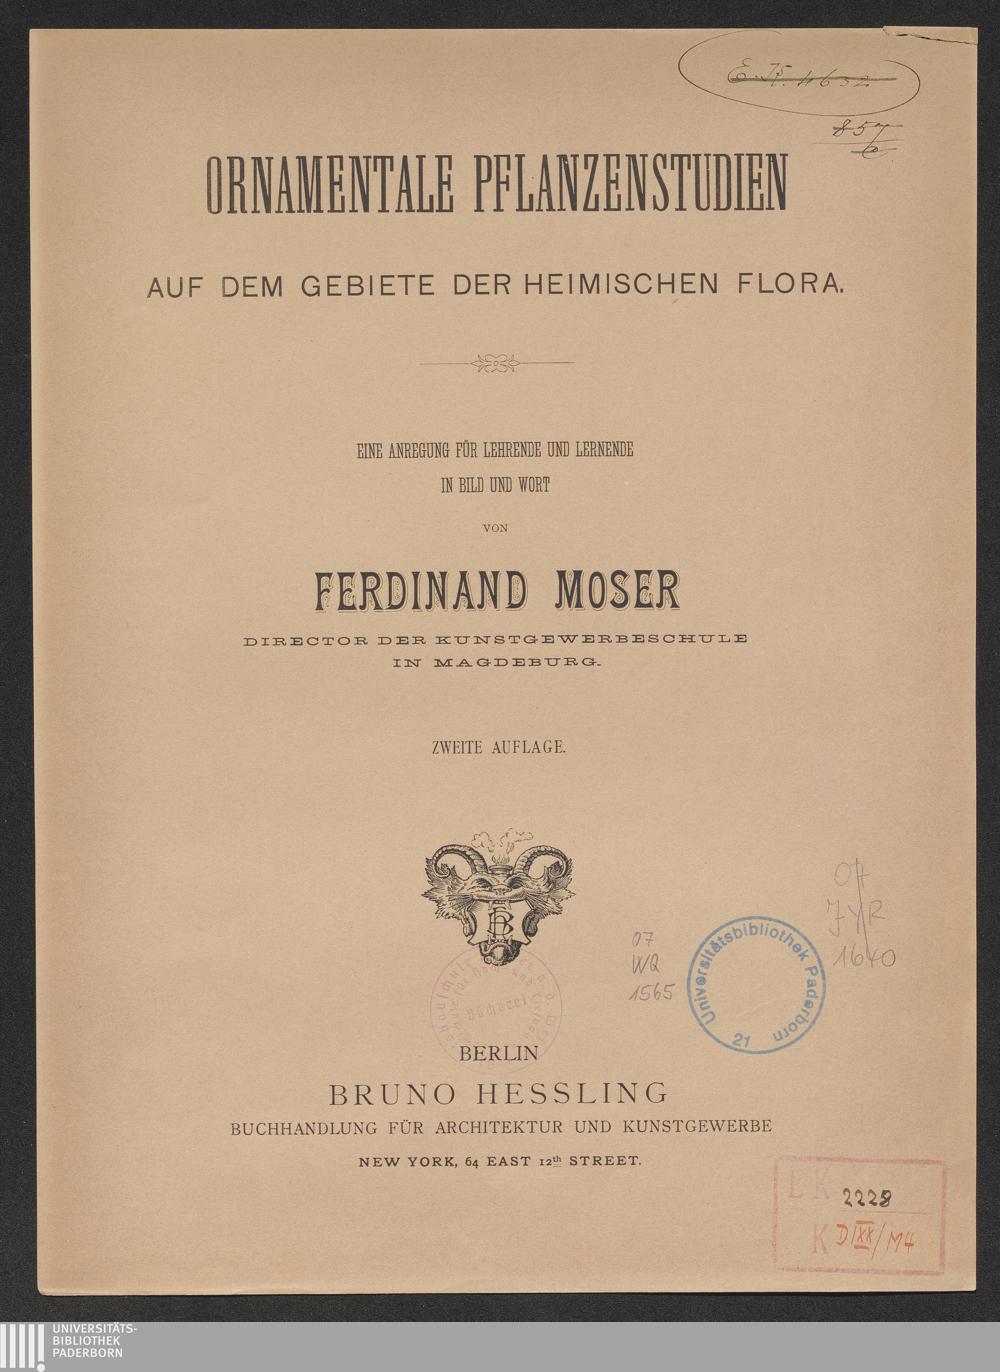 E. K. 4632
857
ORNAMENTALE PFLANZENSTUDIEN
AUF DEM GEBIETE DER HEIMISCHEN FLORA.
EINE ANREGUNG FÜR LEHRENDE UND LERNENDE
IN BILD UND WORT
VON
FERDINAND MOSER
DIRECTOR DER KUNSTGEWERBESCHULE
IN MAGDEBURG.
ZWEITE AUFLAGE.
07
WQ
1565
Universitätsbibliothek Paderborn
21
07
JYR
1640
Bücherei
BERLIN
BRUNO HESSLING
BUCHHANDLUNG FÜR ARCHITEKTUR UND KUNSTGEWERBE
NEW YORK, 64 EAST 12th STREET.
LK 2228
K D IXX/M4
UNIVERSITÄTS-
BIBLIOTHEK
PADERBORN